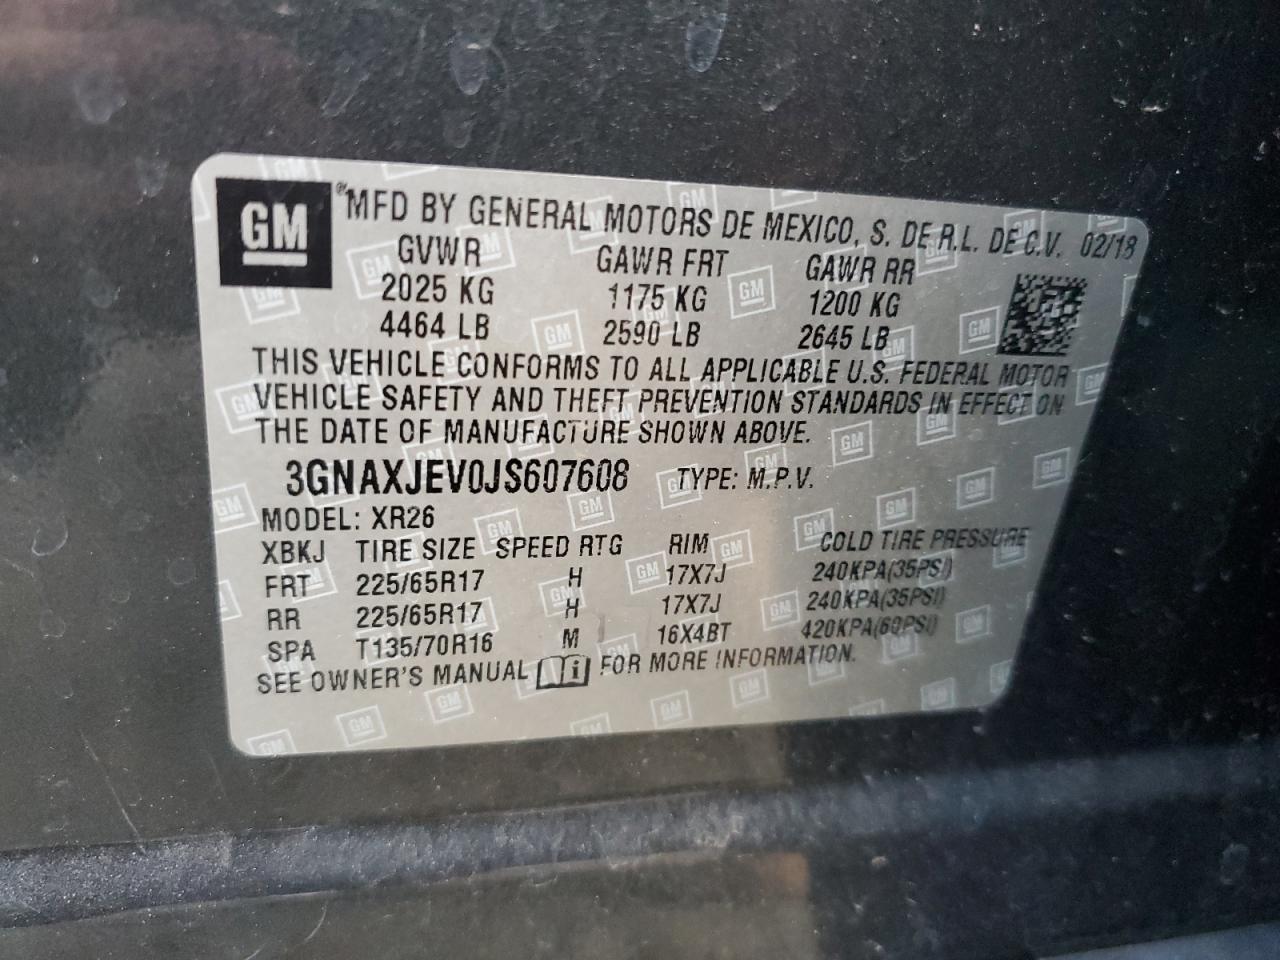 GM
® MFD BY GENERAL MOTORS DE MEXICO, S. DE R.L. DE C.V. 02/18
GVWR GAWR FRT GAWR RR
2025 KG 1175 KG 1200 KG
4464 LB 2590 LB 2645 LB
THIS VEHICLE CONFORMS TO ALL APPLICABLE U.S. FEDERAL MOTOR
VEHICLE SAFETY AND THEFT PREVENTION STANDARDS IN EFFECT ON
THE DATE OF MANUFACTURE SHOWN ABOVE.
3GNAXJEV0JS607608 TYPE: M.P.V.
MODEL: XR26
XBKJ TIRE SIZE SPEED RTG RIM COLD TIRE PRESSURE
FRT 225/65R17 H 17X7J 240KPA(35PSI)
RR 225/65R17 H 17X7J 240KPA(35PSI)
SPA T135/70R16 M 16X4BT 420KPA(60PSI)
SEE OWNER'S MANUAL i FOR MORE INFORMATION.